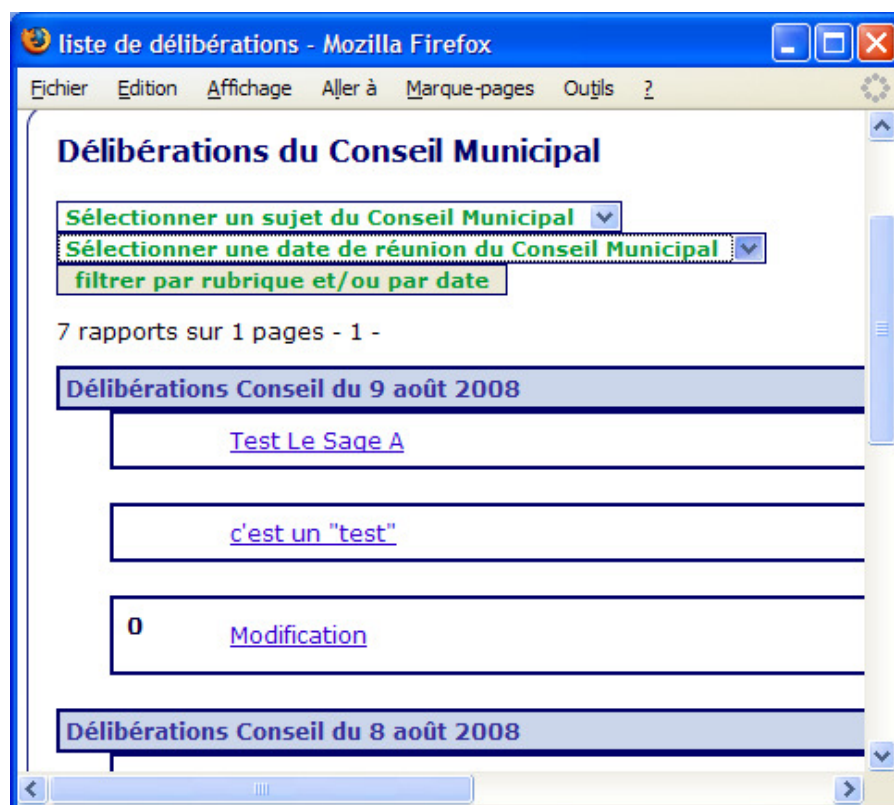 liste de délibérations - Mozilla Firefox
Fichier Edition Affichage Aller à Marque-pages Outils ?
Délibérations du Conseil Municipal
Sélectionner un sujet du Conseil Municipal
Sélectionner une date de réunion du Conseil Municipal
filtrer par rubrique et/ou par date
7 rapports sur 1 pages - 1 -
Délibérations Conseil du 9 août 2008
Test Le Sage A
c'est un "test"
0 Modification
Délibérations Conseil du 8 août 2008